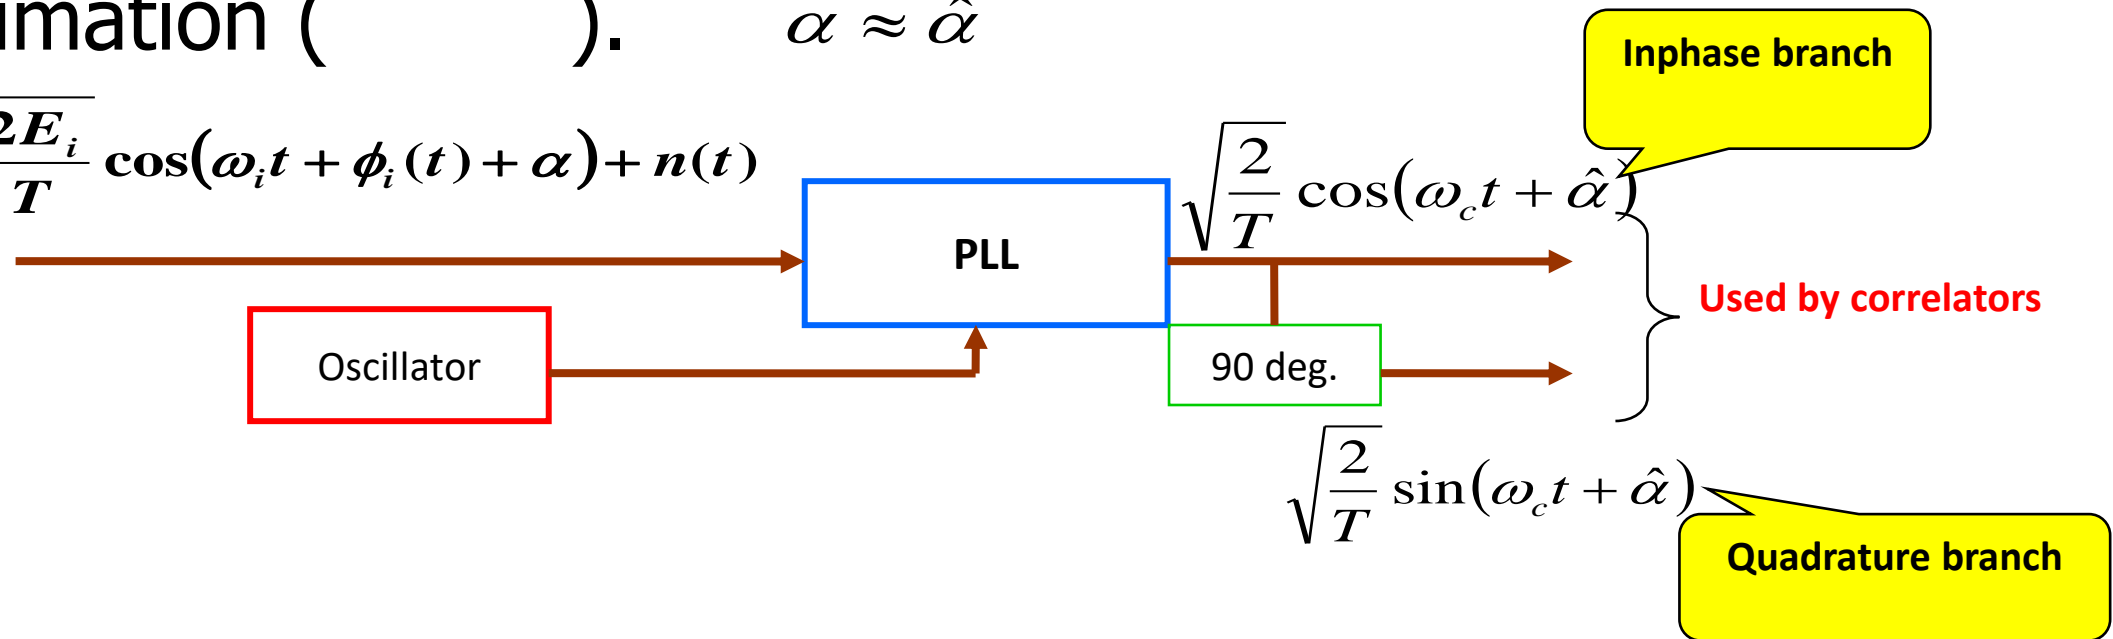 ( ). α ≈ α̂
Inphase branch
2E_i / T cos(ω_i t + ϕ_i(t) + α) + n(t)
√(2/T) cos(ω_c t + α̂)
PLL
Used by correlators
Oscillator
90 deg.
√(2/T) sin(ω_c t + α̂)
Quadrature branch